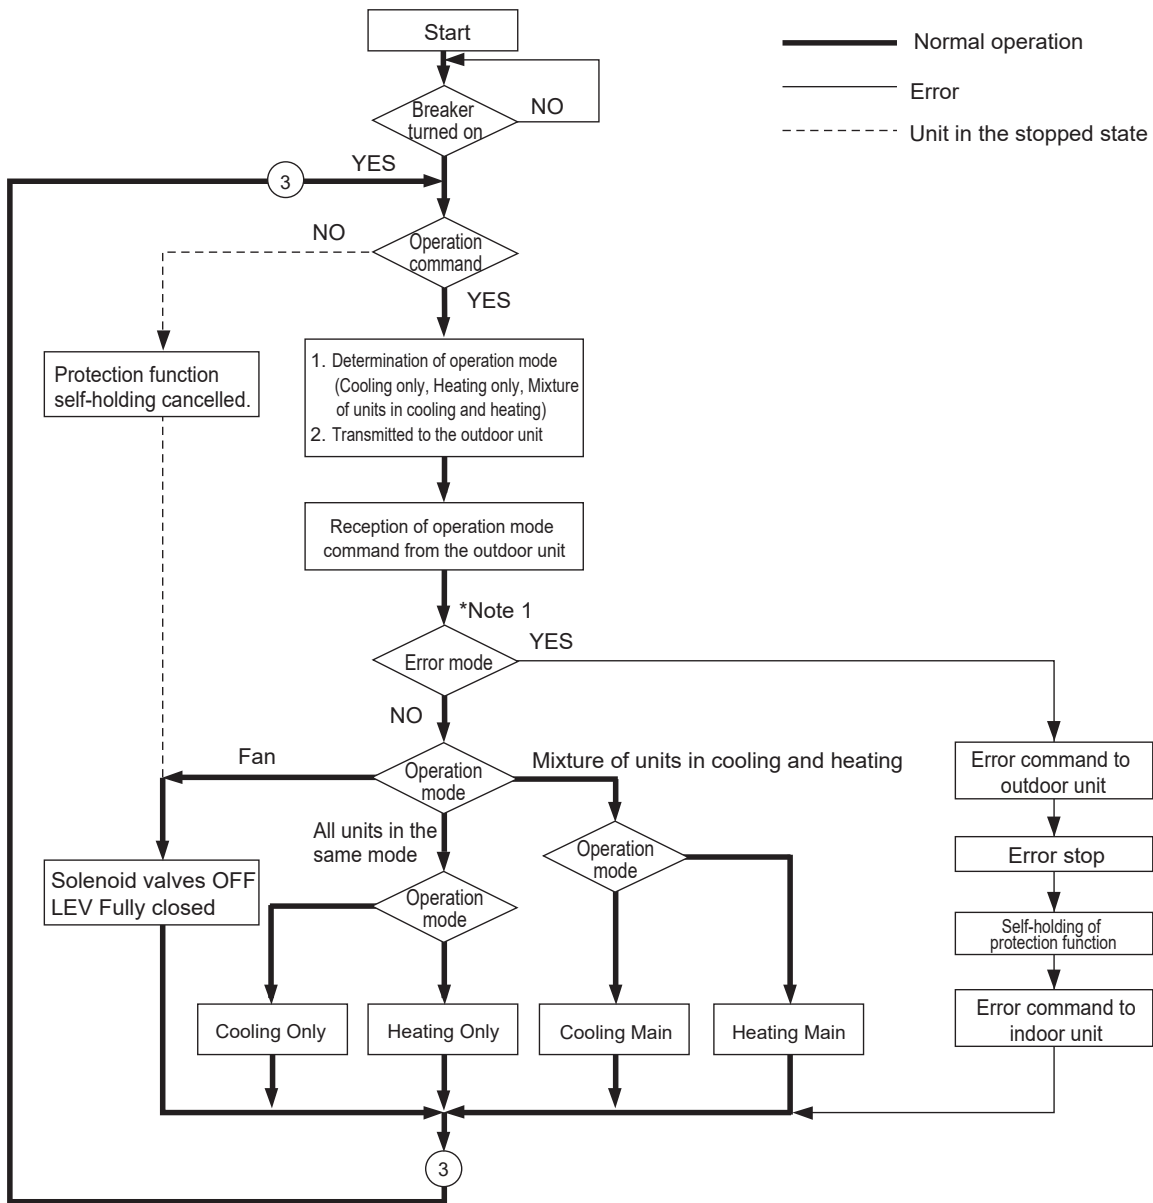 Start
Normal operation
Error
Unit in the stopped state
Breaker
turned on
NO
YES
3
NO
Operation
command
YES
1. Determination of operation mode
(Cooling only, Heating only, Mixture
of units in cooling and heating)
2. Transmitted to the outdoor unit
Protection function
self-holding cancelled.
Reception of operation mode
command from the outdoor unit
*Note 1
YES
Error mode
NO
Fan
Operation
mode
Mixture of units in cooling and heating
Error command to
outdoor unit
All units in the
same mode
Operation
mode
Error stop
Solenoid valves OFF
LEV Fully closed
Operation
mode
Self-holding of
protection function
Cooling Only
Heating Only
Cooling Main
Heating Main
Error command to
indoor unit
3